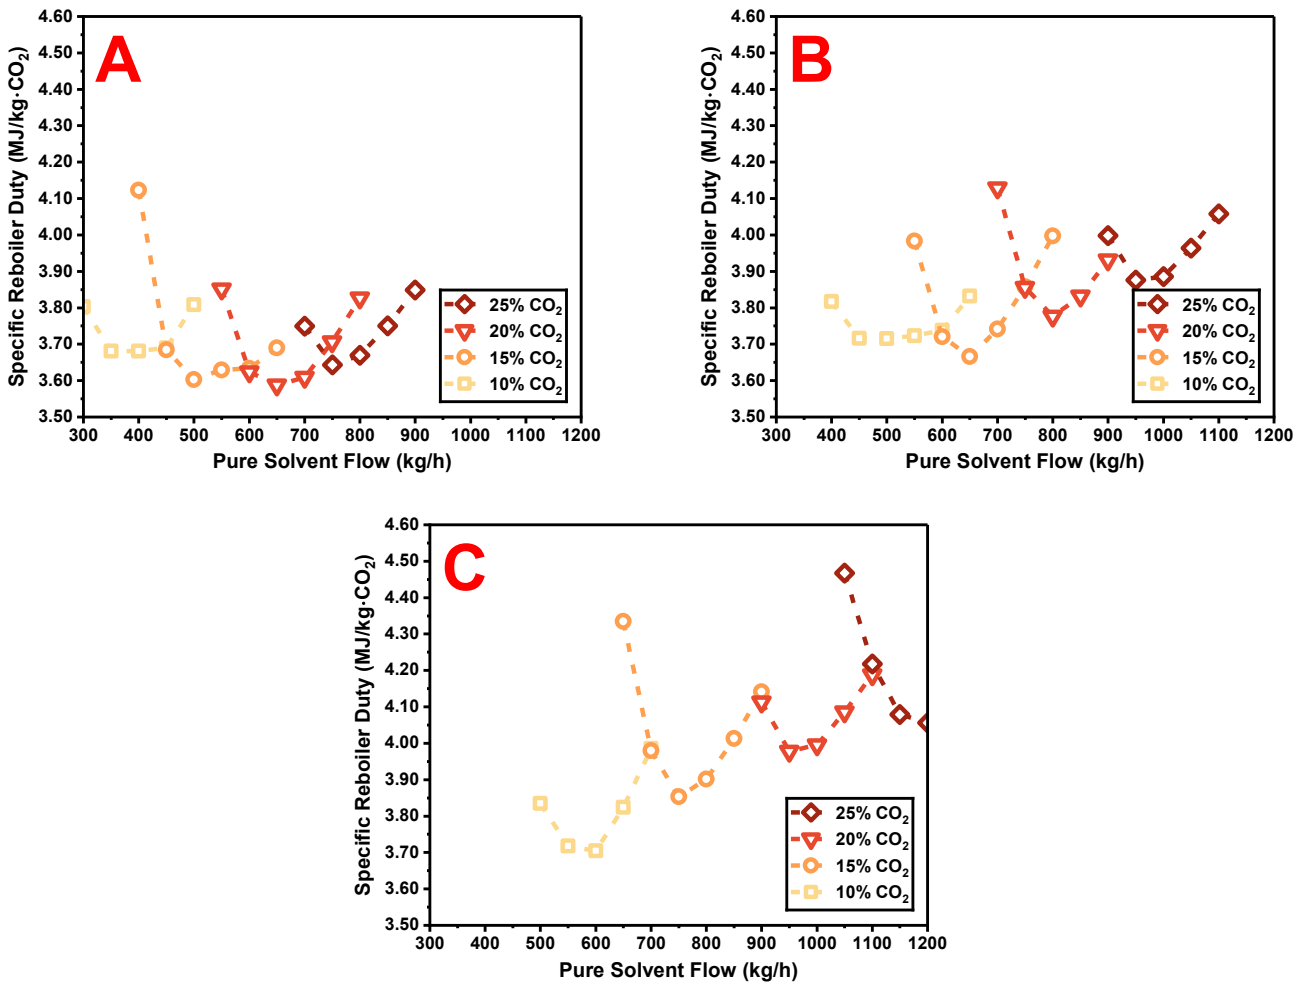 A
Specific Reboiler Duty (MJ/kg·CO₂)
4.60
4.50
4.40
4.30
4.20
4.10
4.00
3.90
3.80
3.70
3.60
3.50
300 400 500 600 700 800 900 1000 1100 1200
Pure Solvent Flow (kg/h)
25% CO₂
20% CO₂
15% CO₂
10% CO₂
B
Specific Reboiler Duty (MJ/kg·CO₂)
4.60
4.50
4.40
4.30
4.20
4.10
4.00
3.90
3.80
3.70
3.60
3.50
300 400 500 600 700 800 900 1000 1100 1200
Pure Solvent Flow (kg/h)
25% CO₂
20% CO₂
15% CO₂
10% CO₂
C
Specific Reboiler Duty (MJ/kg·CO₂)
4.60
4.50
4.40
4.30
4.20
4.10
4.00
3.90
3.80
3.70
3.60
3.50
300 400 500 600 700 800 900 1000 1100 1200
Pure Solvent Flow (kg/h)
25% CO₂
20% CO₂
15% CO₂
10% CO₂